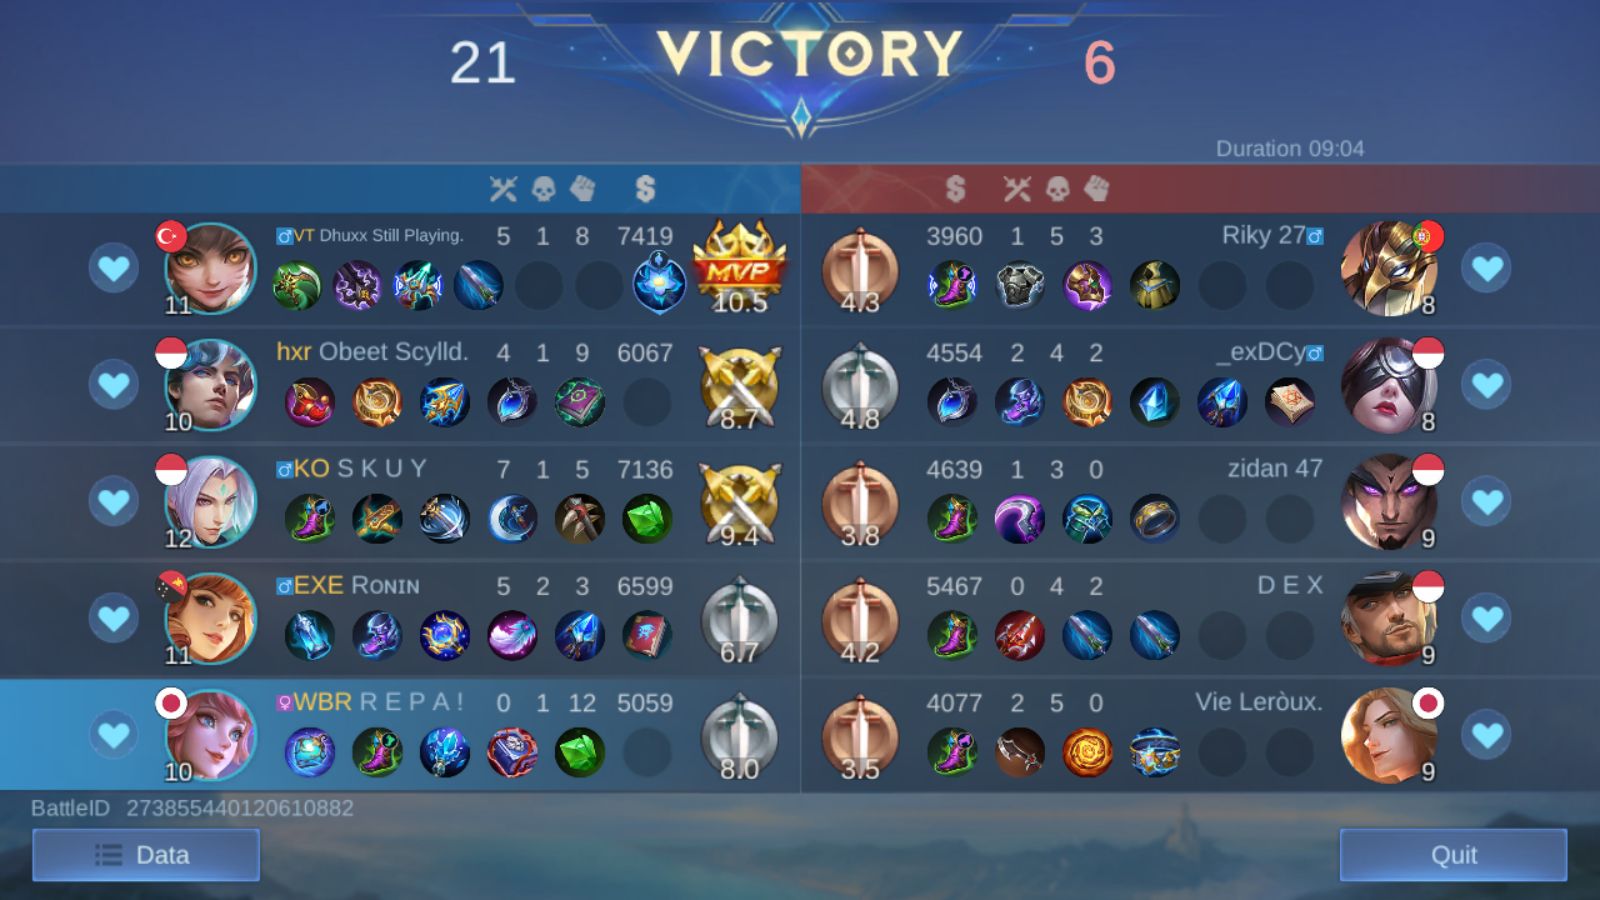 21 VICTORY 6
Duration 09:04
VT Dhuxx Still Playing. 5 1 8 7419 MVP 10.5 11
4.3 3960 1 5 3 Riky 27 8
hxr Obeet Scylld. 4 1 9 6067 8.7 10
4.8 4554 2 4 2 _exDCy 8
KO S K U Y 7 1 5 7136 9.4 12
3.8 4639 1 3 0 zidan 47 9
EXE RONIN 5 2 3 6599 6.7 11
4.2 5467 0 4 2 D E X 9
WBR R E P A ! 0 1 12 5059 8.0 10
3.5 4077 2 5 0 Vie Leròux. 9
BattleID 273855440120610882
Data
Quit